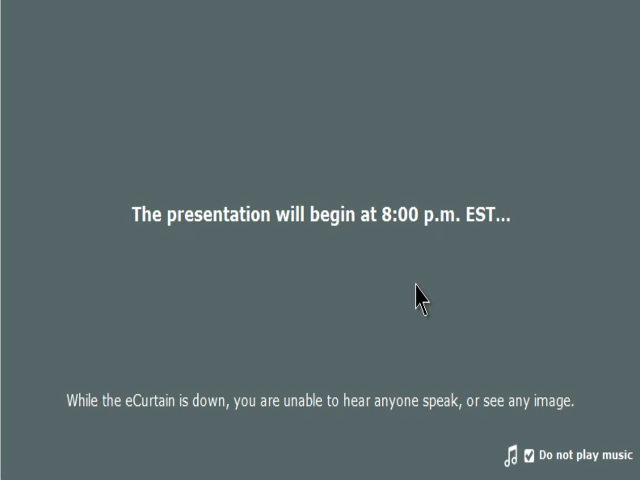 The presentation will begin at 8:00 p.m. EST...
While the eCurtain is down, you are unable to hear anyone speak, or see any image.
Do not play music